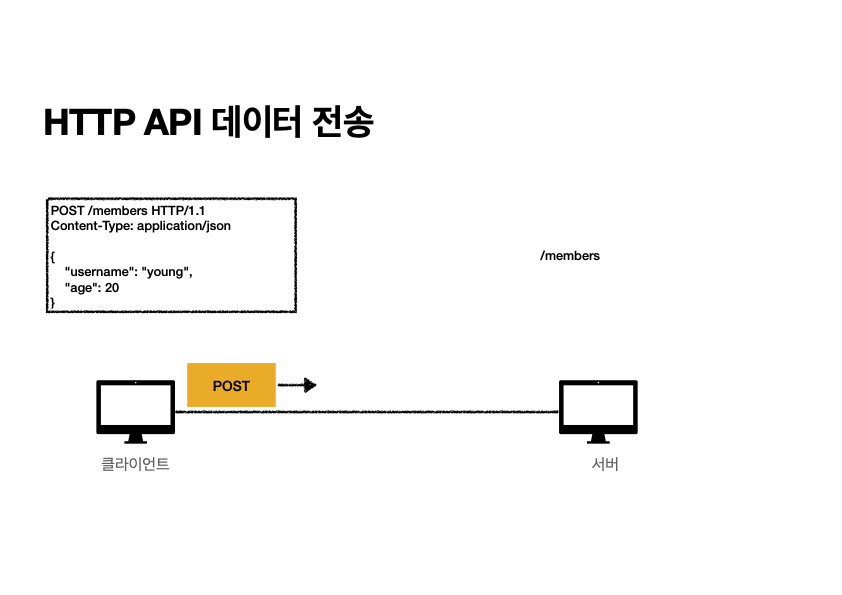 HTTP API 데이터 전송
POST /members HTTP/1.1
Content-Type: application/json
{
"username": "young",
"age": 20
}
/members
POST
클라이언트
서버